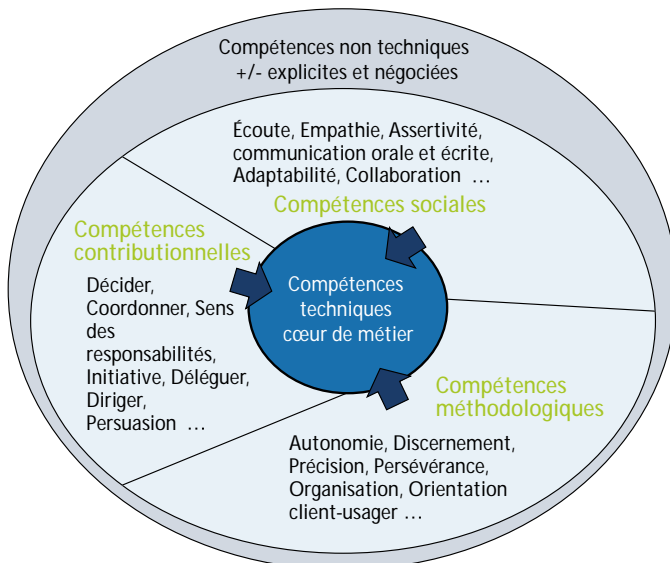 Compétences non techniques
+/- explicites et négociées
Écoute, Empathie, Assertivité,
communication orale et écrite,
Adaptabilité, Collaboration ...
Compétences sociales
Compétences
contributionnelles
Décider,
Coordonner, Sens
des
responsabilités,
Initiative, Déléguer,
Diriger,
Persuasion ...
Compétences
techniques
cœur de métier
Compétences
méthodologiques
Autonomie, Discernement,
Précision, Persévérance,
Organisation, Orientation
client-usager ...